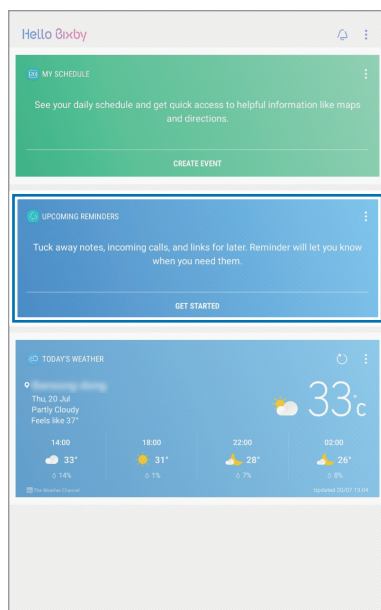 Hello Bixby
MY SCHEDULE
See your daily schedule and get quick access to helpful information like maps
and directions.
CREATE EVENT
UPCOMING REMINDERS
Tuck away notes, incoming calls, and links for later. Reminder will let you know
when you need them.
GET STARTED
TODAY'S WEATHER
Thu, 20 Jul
Partly Cloudy
Feels like 37°
33°c
14:00 18:00 22:00 02:00
33° 31° 28° 26°
14% 1% 7% 8%
The Weather Channel Updated 20/07 13:04